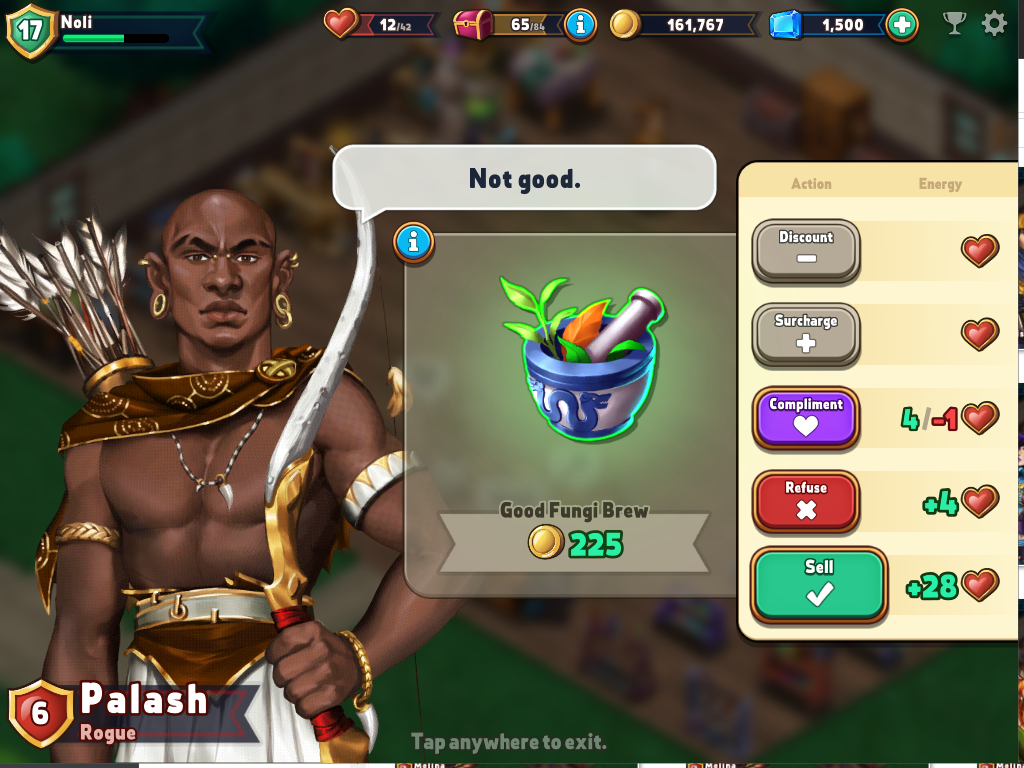 17
Noli
12/42
65/84
161,767
1,500
Not good.
Action
Energy
Discount
Surcharge
Compliment
4/-1
Refuse
+4
Sell
+28
Good Fungi Brew
225
6
Palash
Rogue
Tap anywhere to exit.